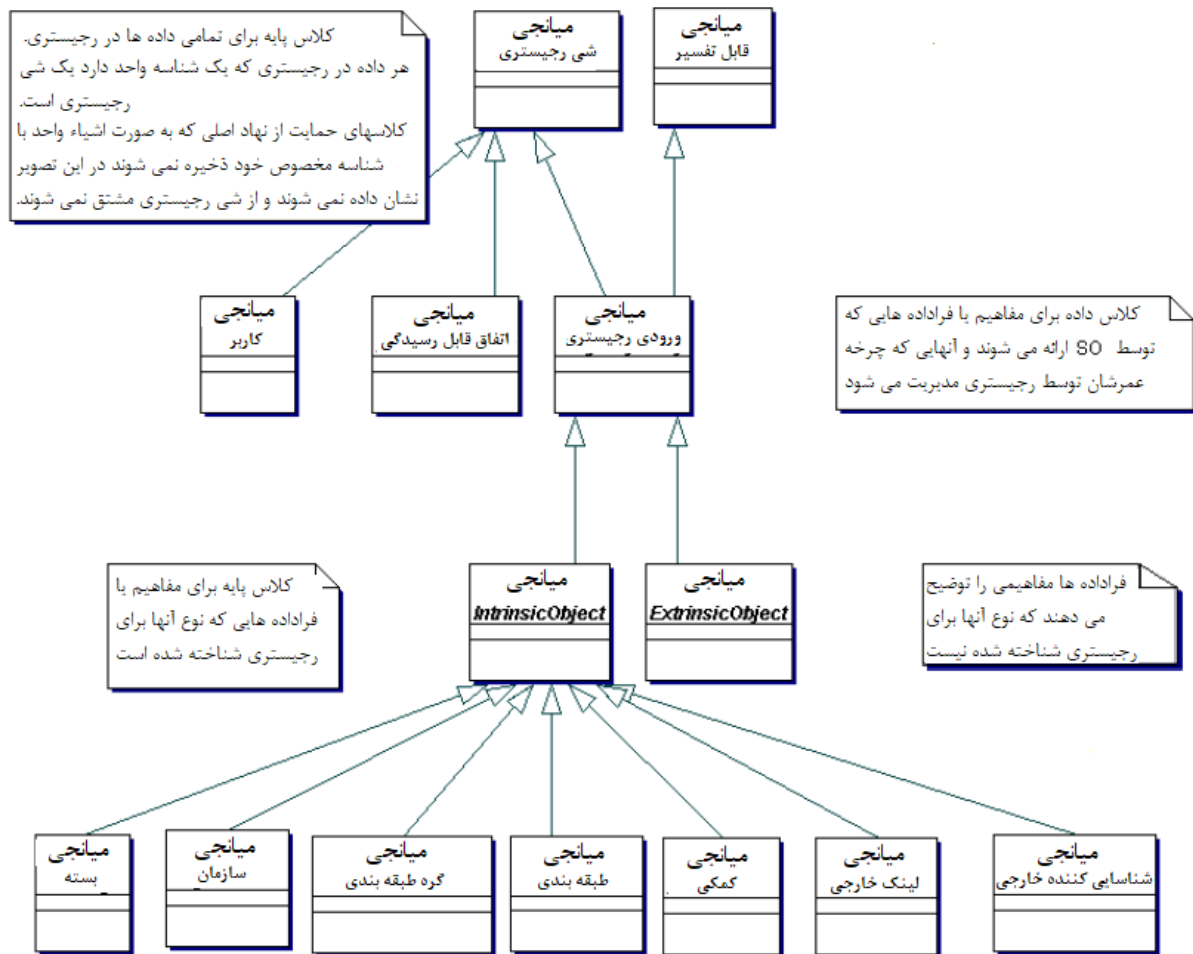 کلاس پایه برای تمامی داده ها در رجیستری.
هر داده در رجیستری که یک شناسه واحد دارد یک شی
رجیستری است.
کلاسهای حمایت از نهاد اصلی که به صورت اشیاء واحد با
شناسه مخصوص خود ذخیره نمی شوند در این تصویر
نشان داده نمی شوند و از شی رجیستری مشتق نمی شوند.
میانجی
شی رجیستری
میانجی
قابل تفسیر
میانجی
کاربر
میانجی
اتفاق قابل رسیدگی
میانجی
ورودی رجیستری
کلاس داده برای مفاهیم یا فراداده هایی که
توسط SO ارائه می شوند و آنهایی که چرخه
عمرشان توسط رجیستری مدیریت می شود
کلاس پایه برای مفاهیم یا
فراداده هایی که نوع آنها برای
رجیستری شناخته شده است
میانجی
IntrinsicObject
میانجی
ExtrinsicObject
فراداده ها مفاهیمی را توضیح
می دهند که نوع آنها برای
رجیستری شناخته شده نیست
میانجی
بسته
میانجی
سازمان
میانجی
گره طبقه بندی
میانجی
طبقه بندی
میانجی
کمکی
میانجی
لینک خارجی
میانجی
شناسایی کننده خارجی